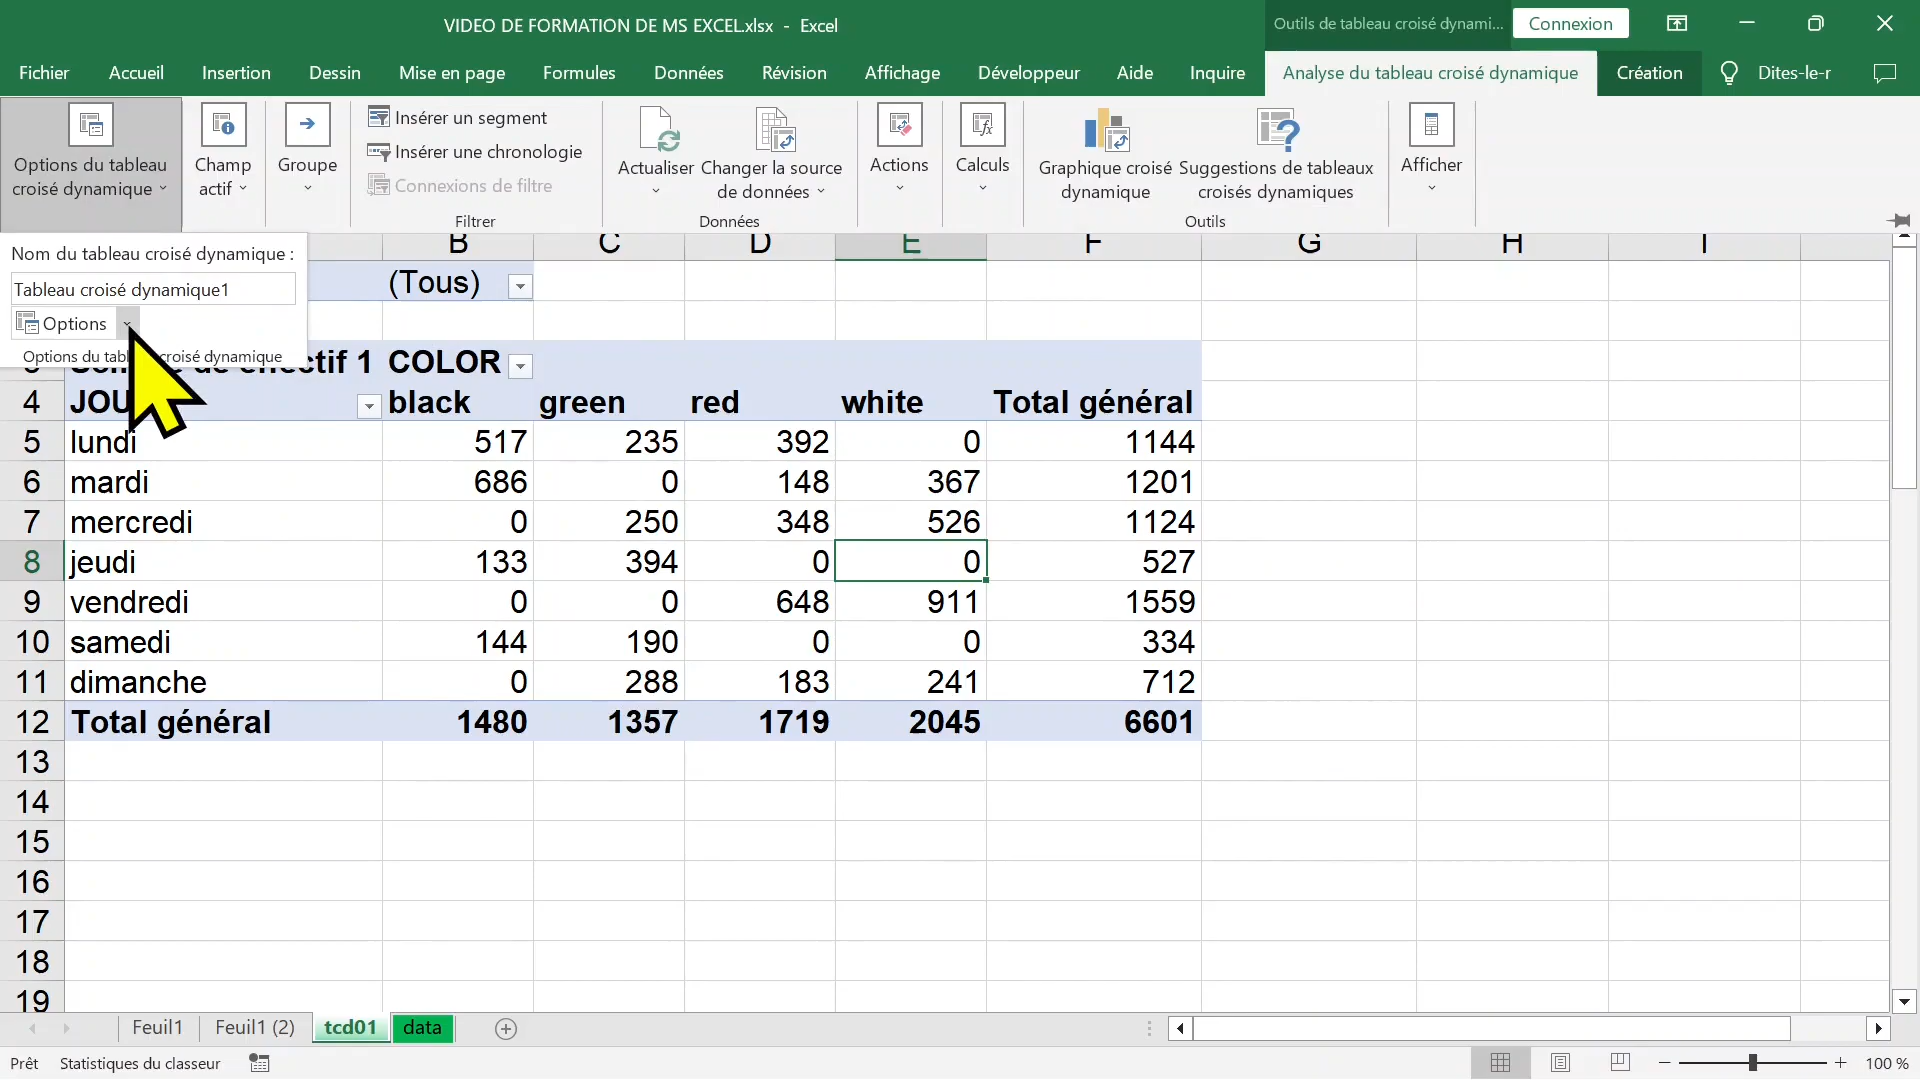 VIDEO DE FORMATION DE MS EXCEL.xlsx - Excel
Outils de tableau croisé dynami...
Connexion
Fichier Accueil Insertion Dessin Mise en page Formules Données Révision Affichage Développeur Aide Inquire Analyse du tableau croisé dynamique Création Dites-le-r
Options du tableau croisé dynamique
Champ actif
Groupe
Insérer un segment
Insérer une chronologie
Connexions de filtre
Filtrer
Actualiser
Changer la source de données
Données
Actions
Calculs
Graphique croisé dynamique
Suggestions de tableaux croisés dynamiques
Outils
Afficher
Nom du tableau croisé dynamique :
Tableau croisé dynamique1
Options
B C D E F G H I
(Tous)
COLOR
4 black green red white Total général
5 lundi 517 235 392 0 1144
6 mardi 686 0 148 367 1201
7 mercredi 0 250 348 526 1124
8 jeudi 133 394 0 0 527
9 vendredi 0 0 648 911 1559
10 samedi 144 190 0 0 334
11 dimanche 0 288 183 241 712
12 Total général 1480 1357 1719 2045 6601
13
14
15
16
17
18
19
Feuil1 Feuil1 (2) tcd01 data
Prêt Statistiques du classeur 100 %